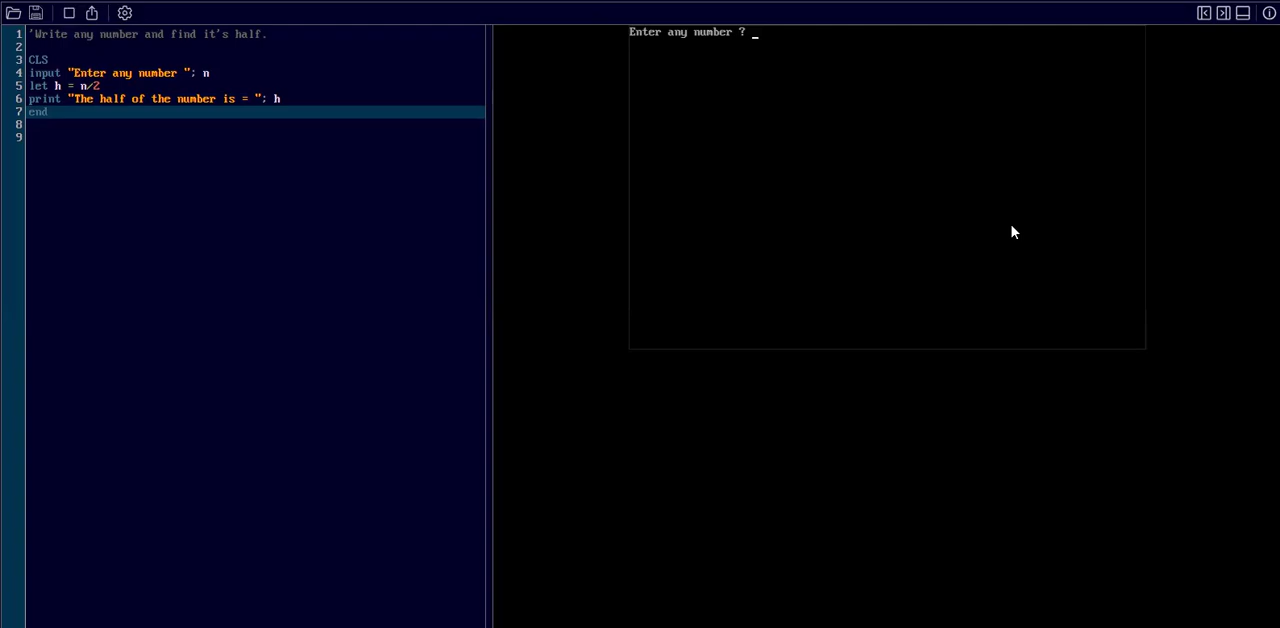 1 'Write any number and find it's half.
2
3 CLS
4 input "Enter any number "; n
5 let h = n/2
6 print "The half of the number is = "; h
7 end
8
9
Enter any number ? _